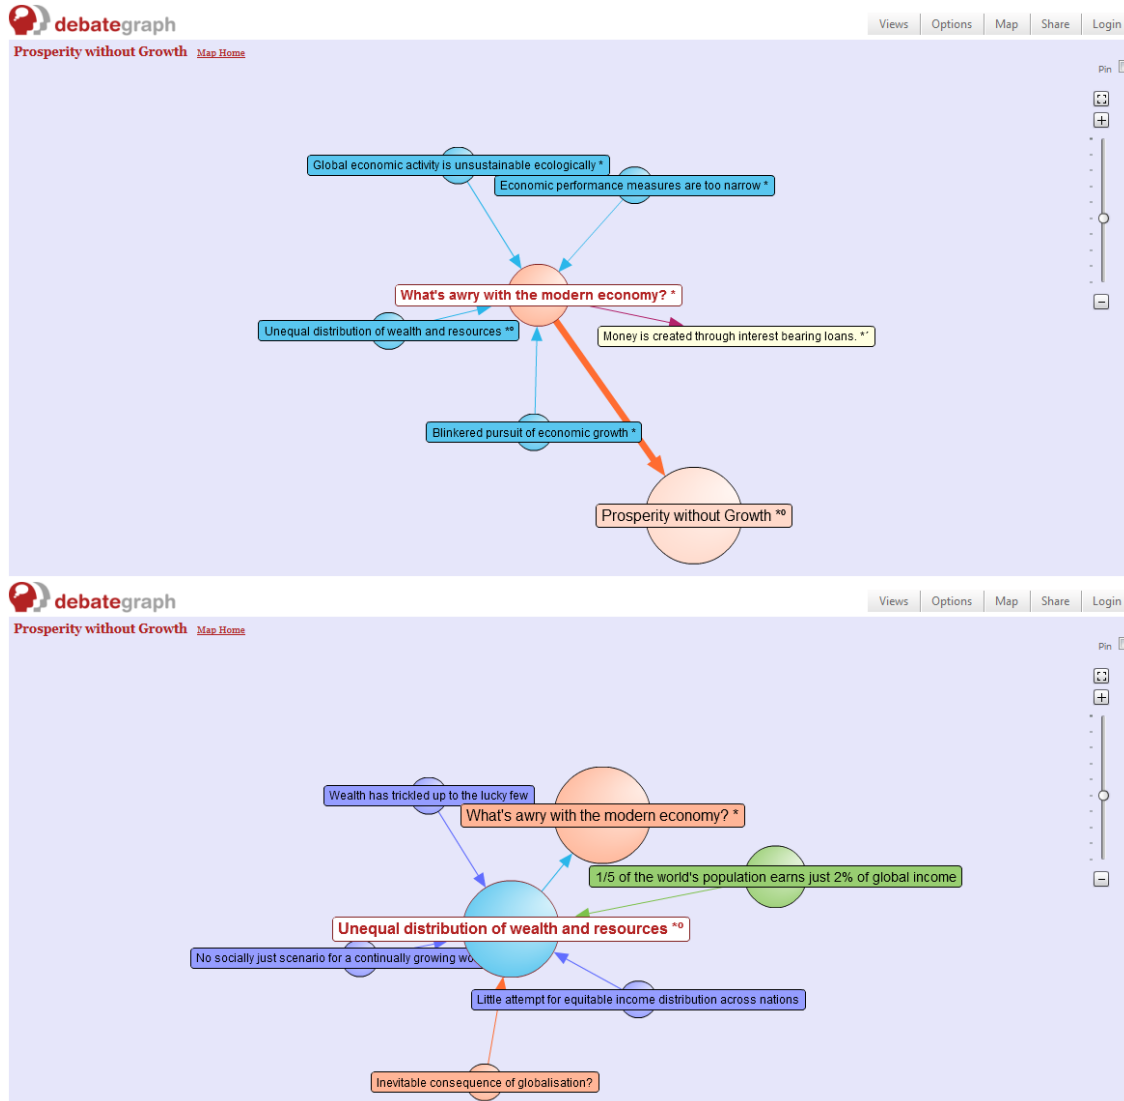 debategraph
Views Options Map Share Login
Prosperity without Growth Map Home
Pin
Global economic activity is unsustainable ecologically *
Economic performance measures are too narrow *
What's awry with the modern economy? *
Unequal distribution of wealth and resources *º
Money is created through interest bearing loans. *´
Blinkered pursuit of economic growth *
Prosperity without Growth *º
debategraph
Views Options Map Share Login
Prosperity without Growth Map Home
Pin
Wealth has trickled up to the lucky few
What's awry with the modern economy? *
1/5 of the world's population earns just 2% of global income
Unequal distribution of wealth and resources *º
No socially just scenario for a continually growing
Little attempt for equitable income distribution across nations
Inevitable consequence of globalisation?